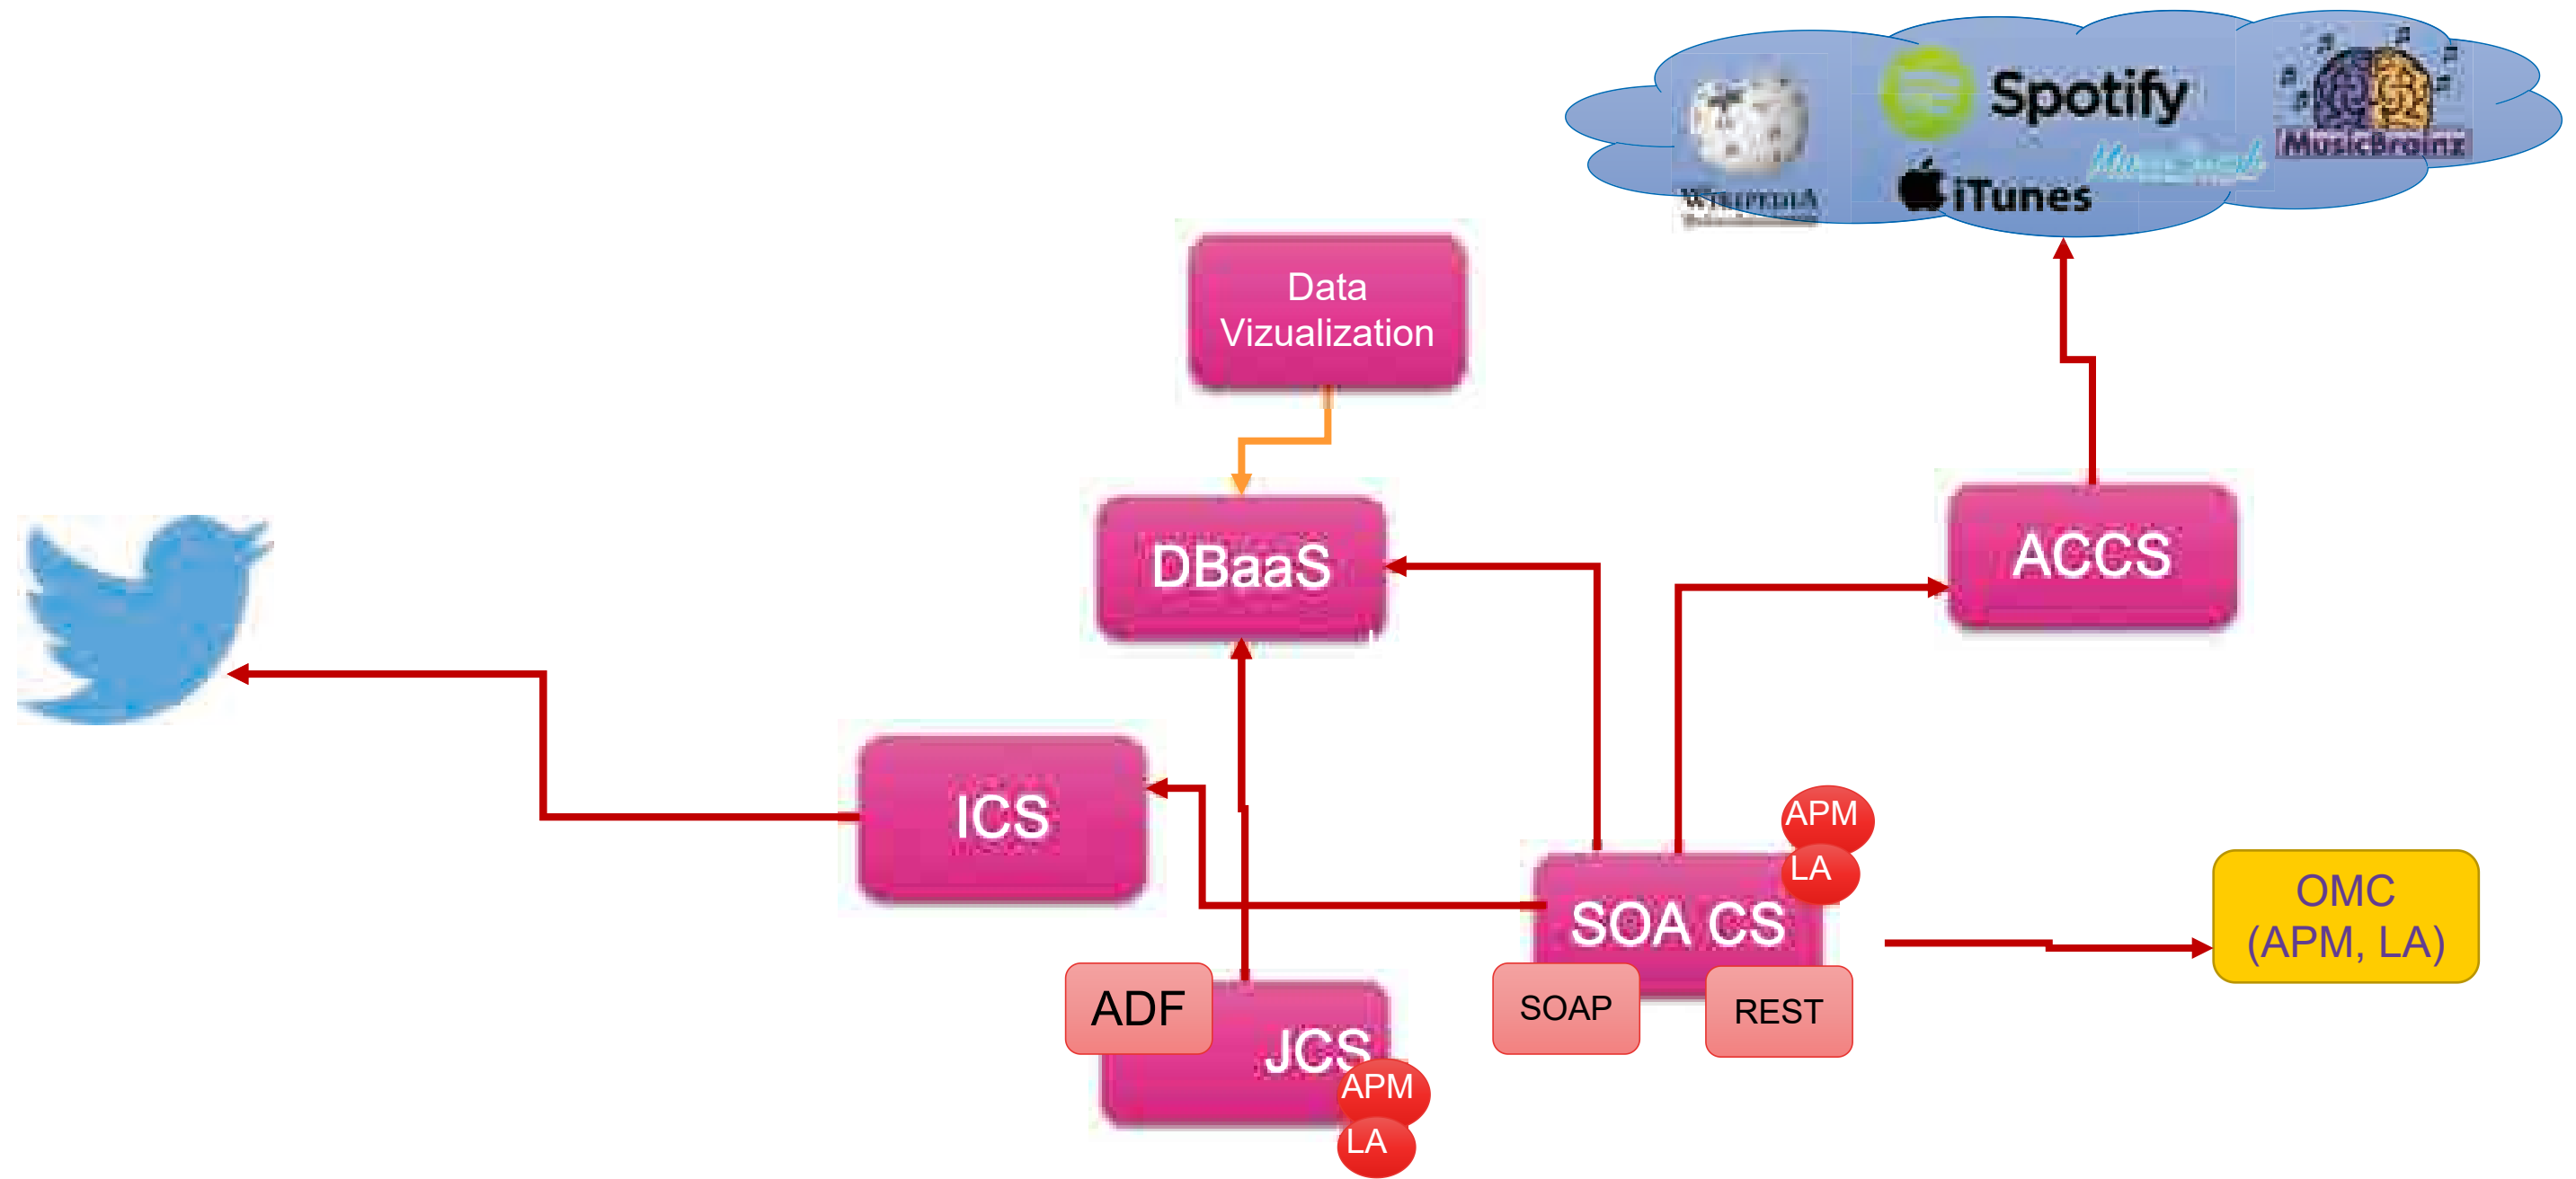 Spotify
MusicBrainz
WIKIPEDIA
iTunes
Data
Vizualization
DBaaS
ACCS
ICS
APM
LA
SOA CS
OMC
(APM, LA)
ADF
SOAP
REST
JCS
APM
LA